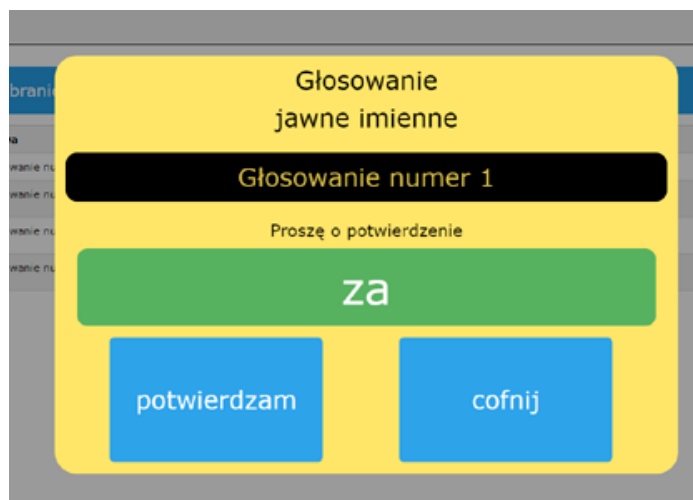 Głosowanie
jawne imienne
Głosowanie numer 1
Proszę o potwierdzenie
za
potwierdzam
cofnij